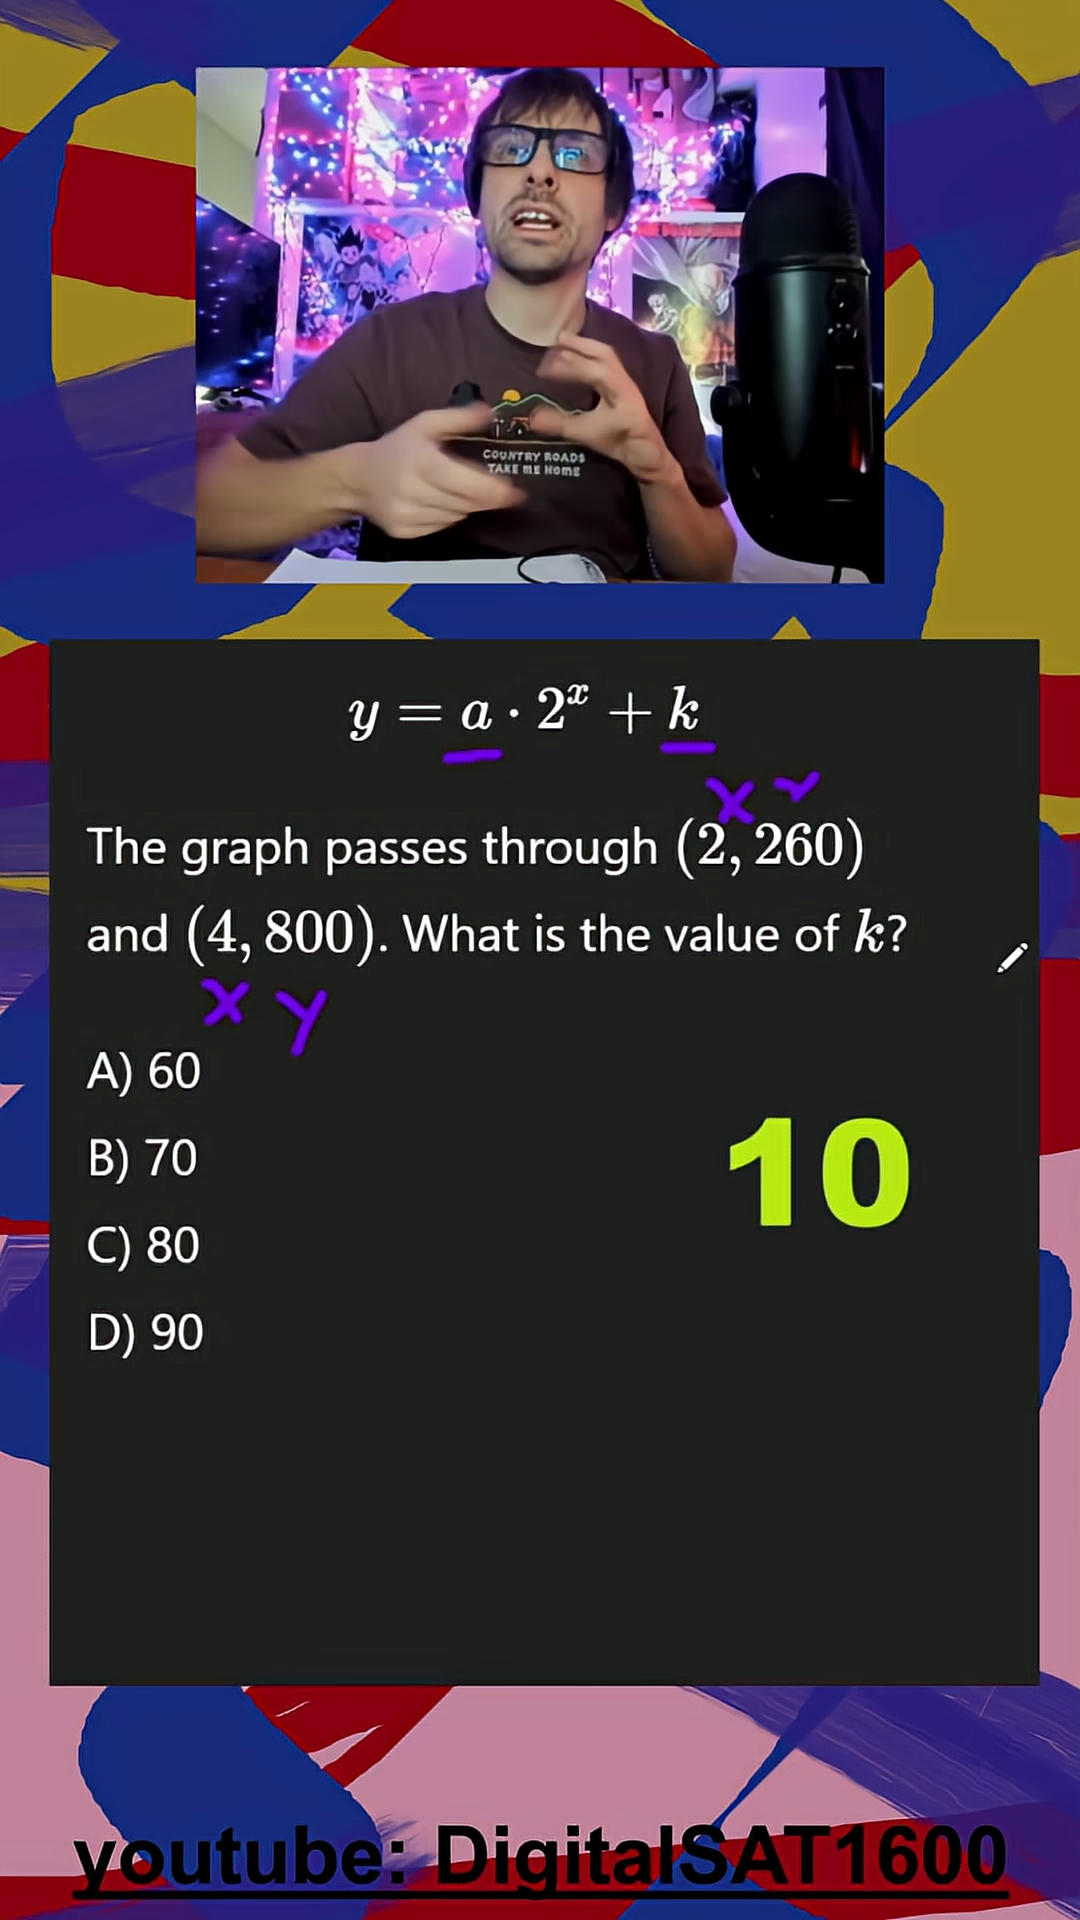 COUNTRY ROADS
TAKE ME HOME
y = a · 2ˣ + k
x y
The graph passes through (2, 260)
and (4, 800). What is the value of k?
x y
A) 60
B) 70
C) 80
D) 90
10
youtube: DigitalSAT1600